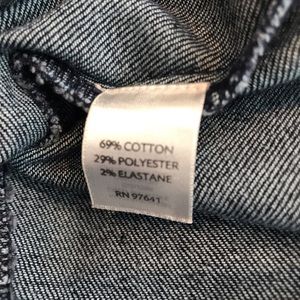 69% COTTON
29% POLYESTER
2% ELASTANE
RN 97641